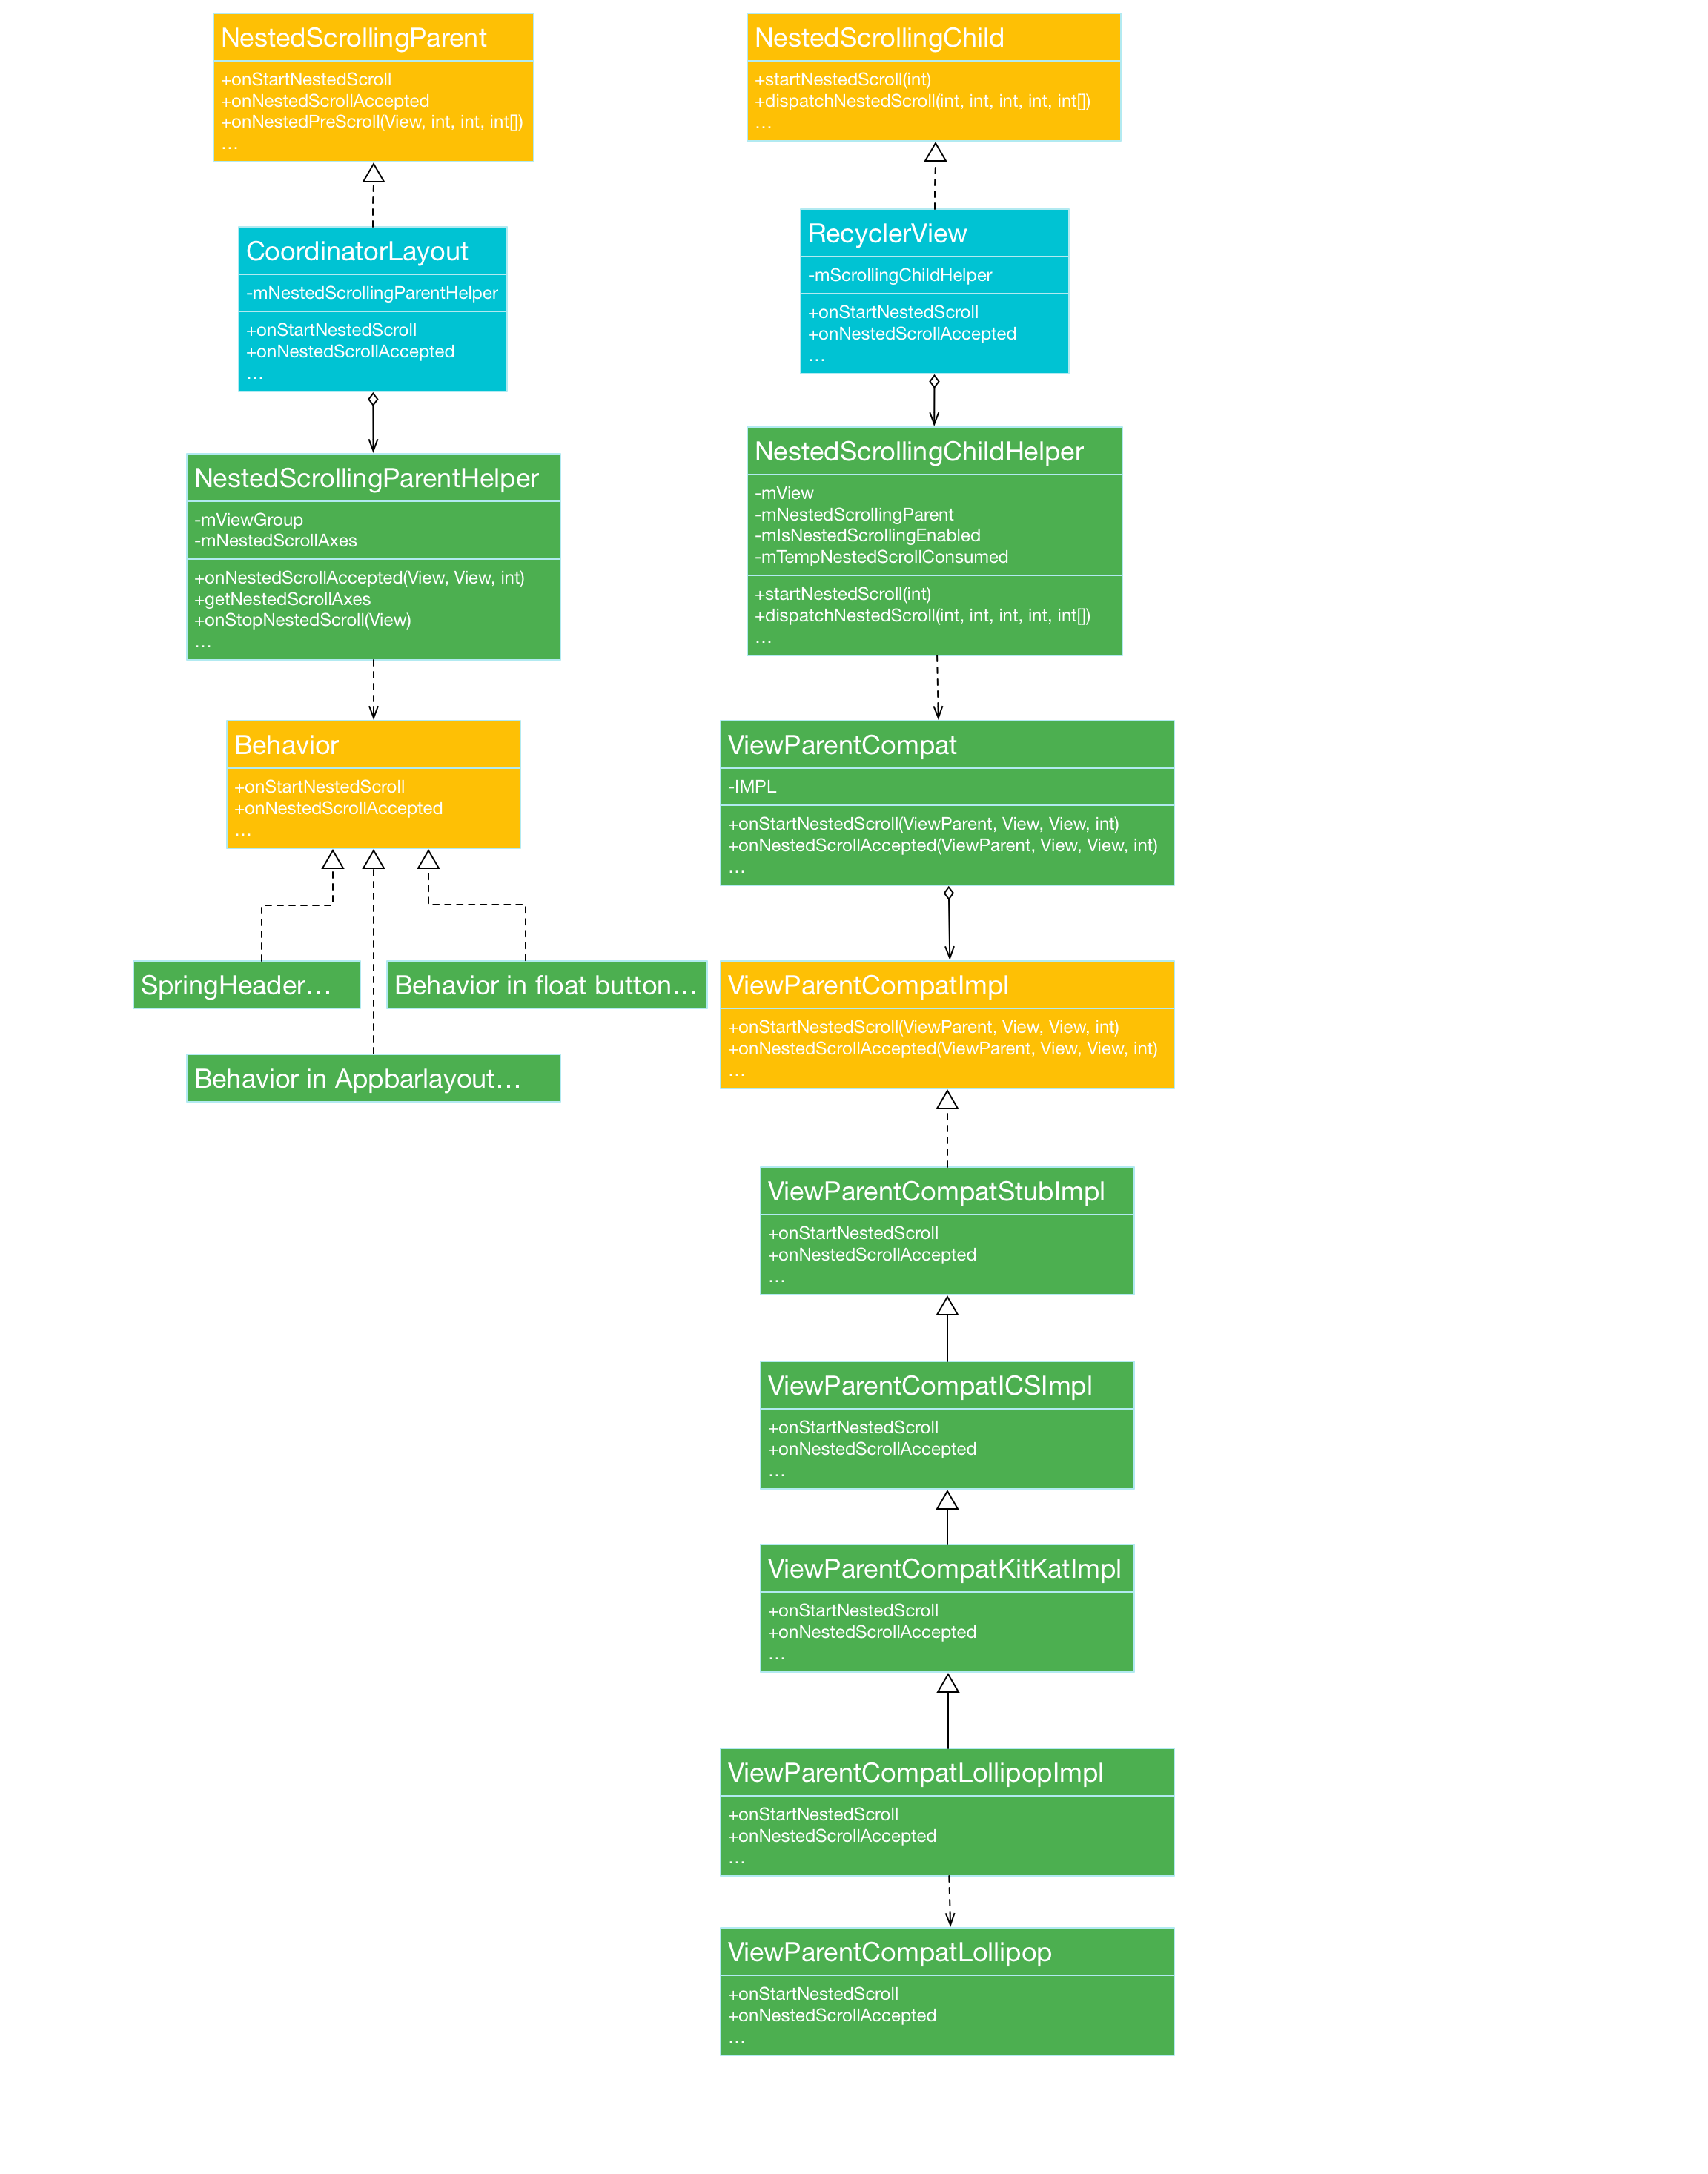 NestedScrollingParent
+onStartNestedScroll
+onNestedScrollAccepted
+onNestedPreScroll(View, int, int, int[])
…
CoordinatorLayout
-mNestedScrollingParentHelper
+onStartNestedScroll
+onNestedScrollAccepted
…
NestedScrollingParentHelper
-mViewGroup
-mNestedScrollAxes
+onNestedScrollAccepted(View, View, int)
+getNestedScrollAxes
+onStopNestedScroll(View)
…
Behavior
+onStartNestedScroll
+onNestedScrollAccepted
…
SpringHeader…
Behavior in float button…
Behavior in Appbarlayout…
NestedScrollingChild
+startNestedScroll(int)
+dispatchNestedScroll(int, int, int, int, int[])
…
RecyclerView
-mScrollingChildHelper
+onStartNestedScroll
+onNestedScrollAccepted
…
NestedScrollingChildHelper
-mView
-mNestedScrollingParent
-mIsNestedScrollingEnabled
-mTempNestedScrollConsumed
+startNestedScroll(int)
+dispatchNestedScroll(int, int, int, int, int[])
…
ViewParentCompat
-IMPL
+onStartNestedScroll(ViewParent, View, View, int)
+onNestedScrollAccepted(ViewParent, View, View, int)
…
ViewParentCompatImpl
+onStartNestedScroll(ViewParent, View, View, int)
+onNestedScrollAccepted(ViewParent, View, View, int)
…
ViewParentCompatStubImpl
+onStartNestedScroll
+onNestedScrollAccepted
…
ViewParentCompatICSImpl
+onStartNestedScroll
+onNestedScrollAccepted
…
ViewParentCompatKitKatImpl
+onStartNestedScroll
+onNestedScrollAccepted
…
ViewParentCompatLollipopImpl
+onStartNestedScroll
+onNestedScrollAccepted
…
ViewParentCompatLollipop
+onStartNestedScroll
+onNestedScrollAccepted
…